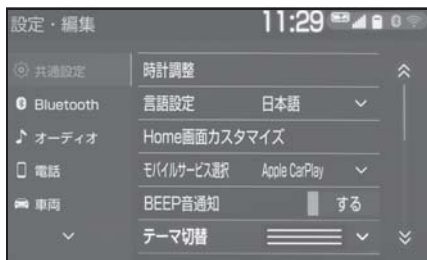 設定・編集 11:29
共通設定
Bluetooth
オーディオ
電話
車両
時計調整
言語設定 日本語
Home画面カスタマイズ
モバイルサービス選択 Apple CarPlay
BEEP音通知 する
テーマ切替